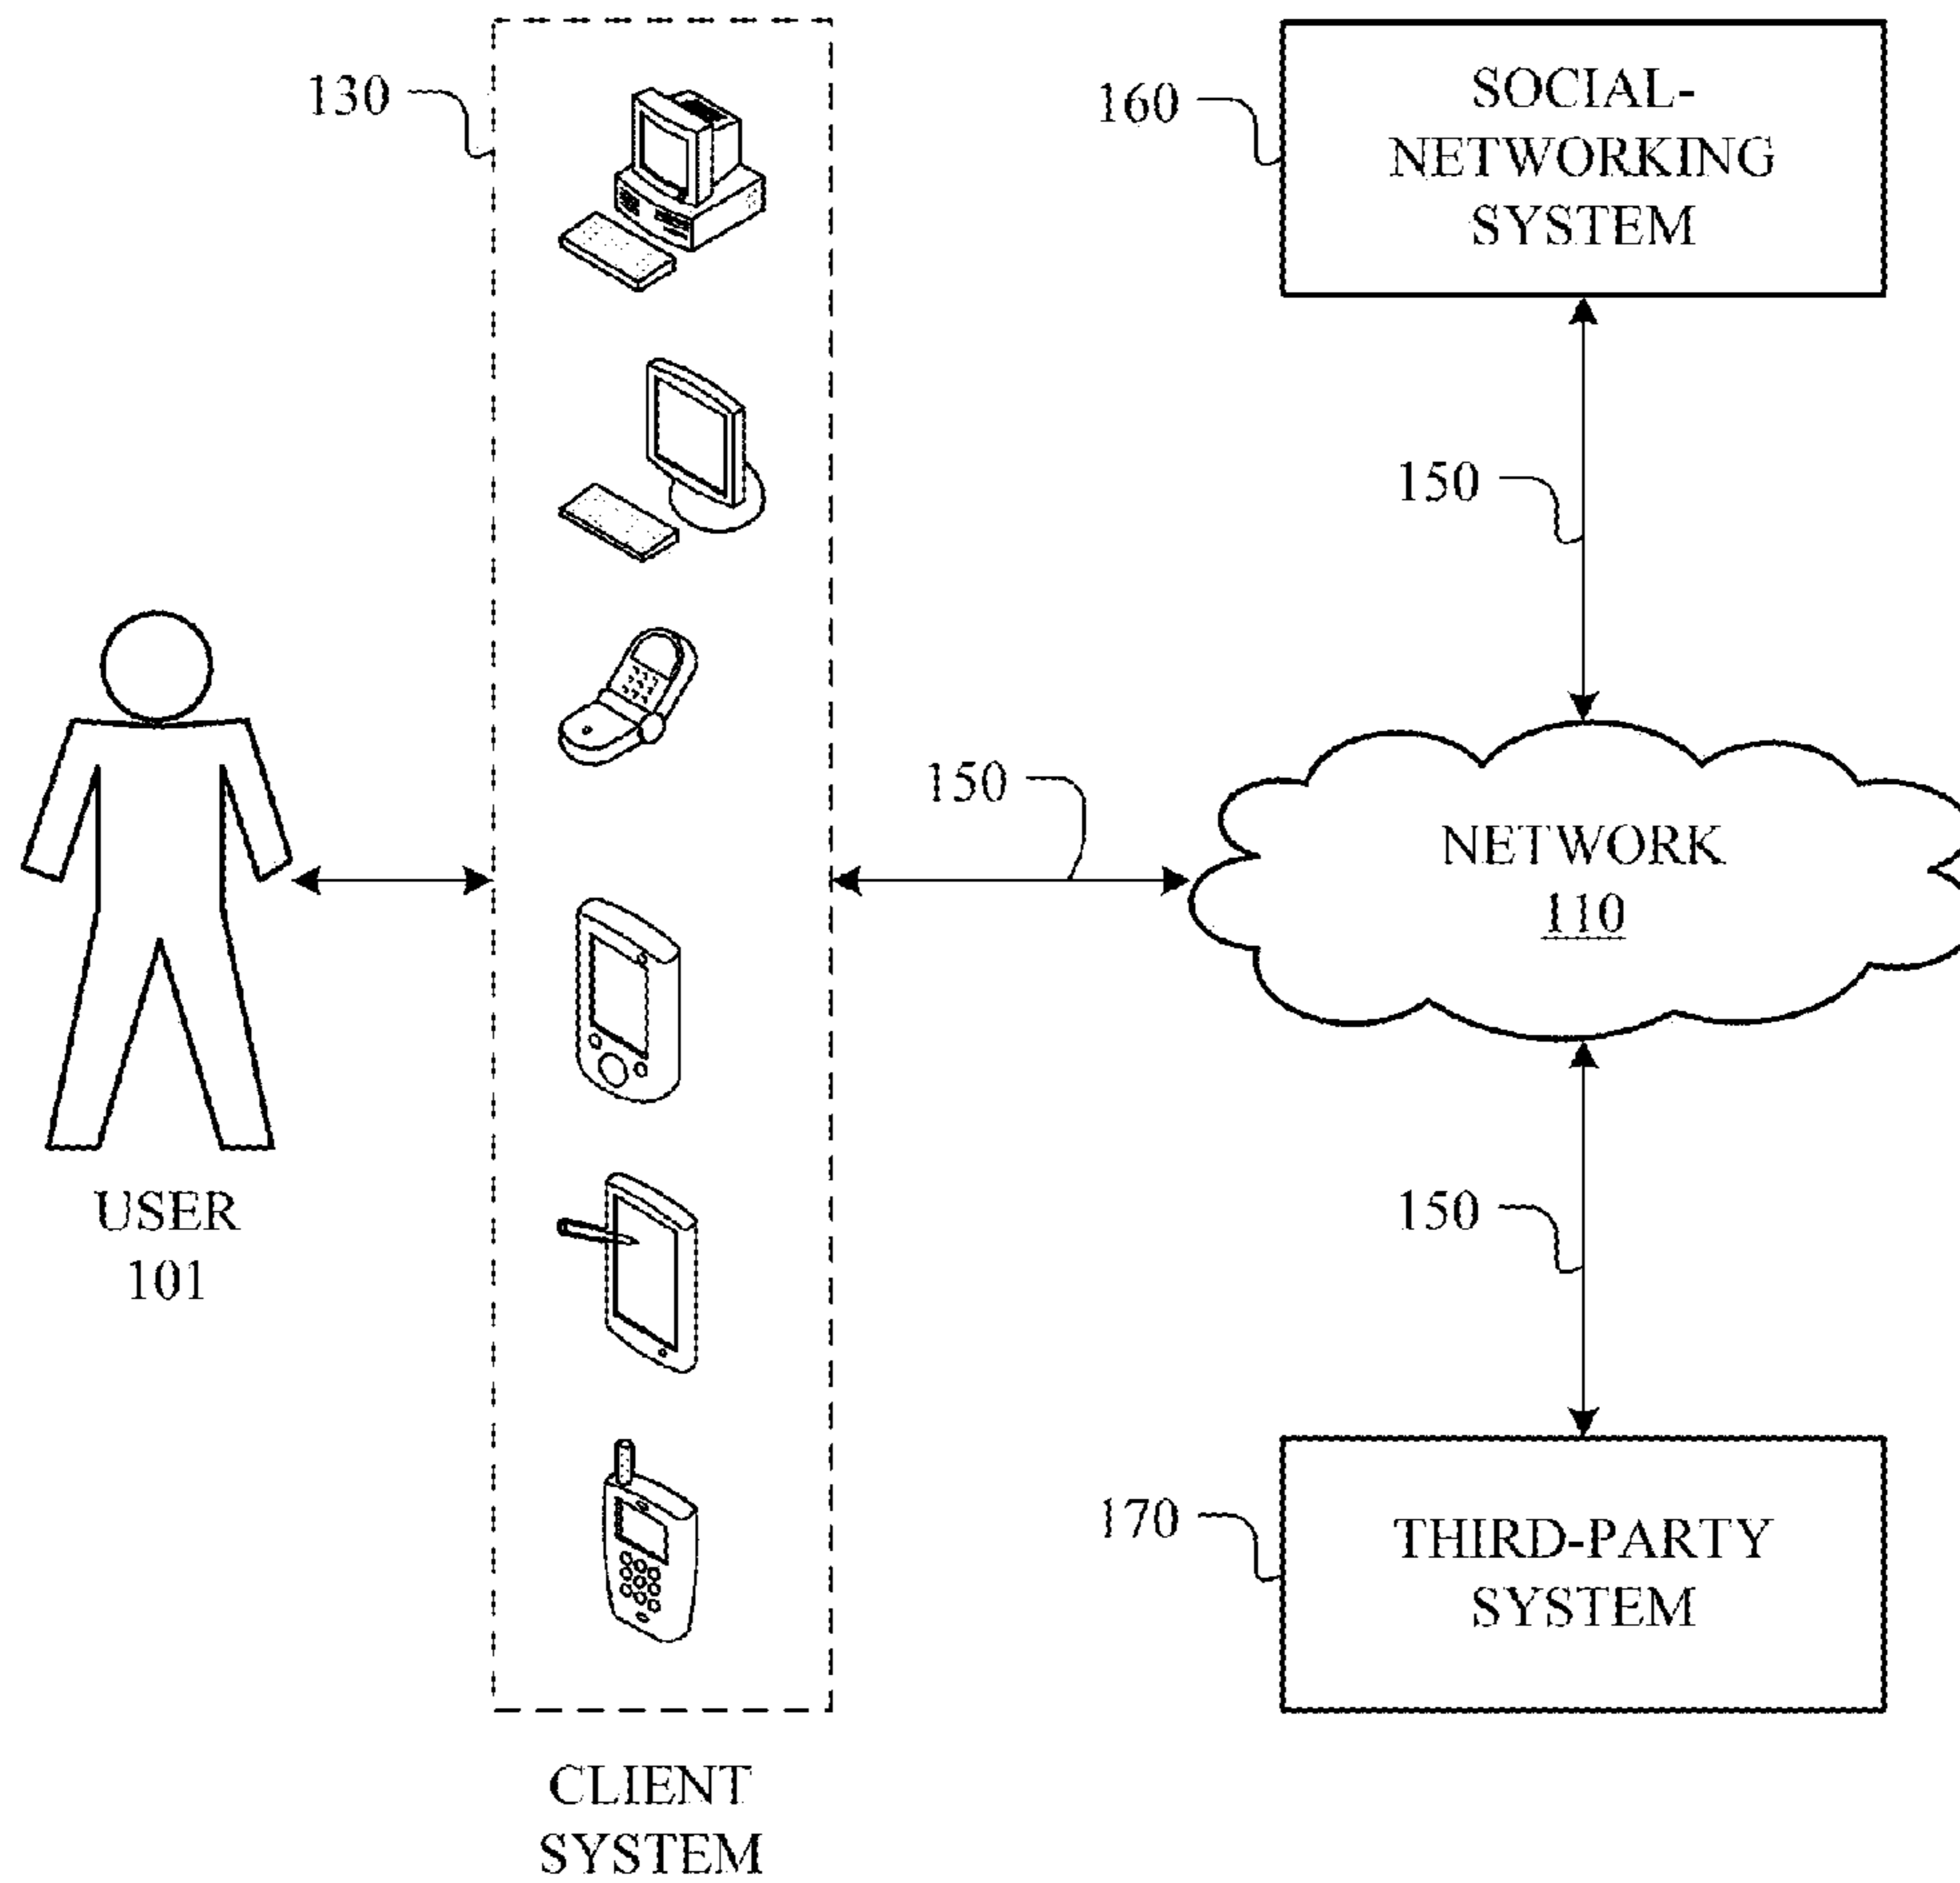 130
160
SOCIAL-
NETWORKING
SYSTEM
150
150
NETWORK
110
USER
101
150
170
THIRD-PARTY
SYSTEM
CLIENT
SYSTEM